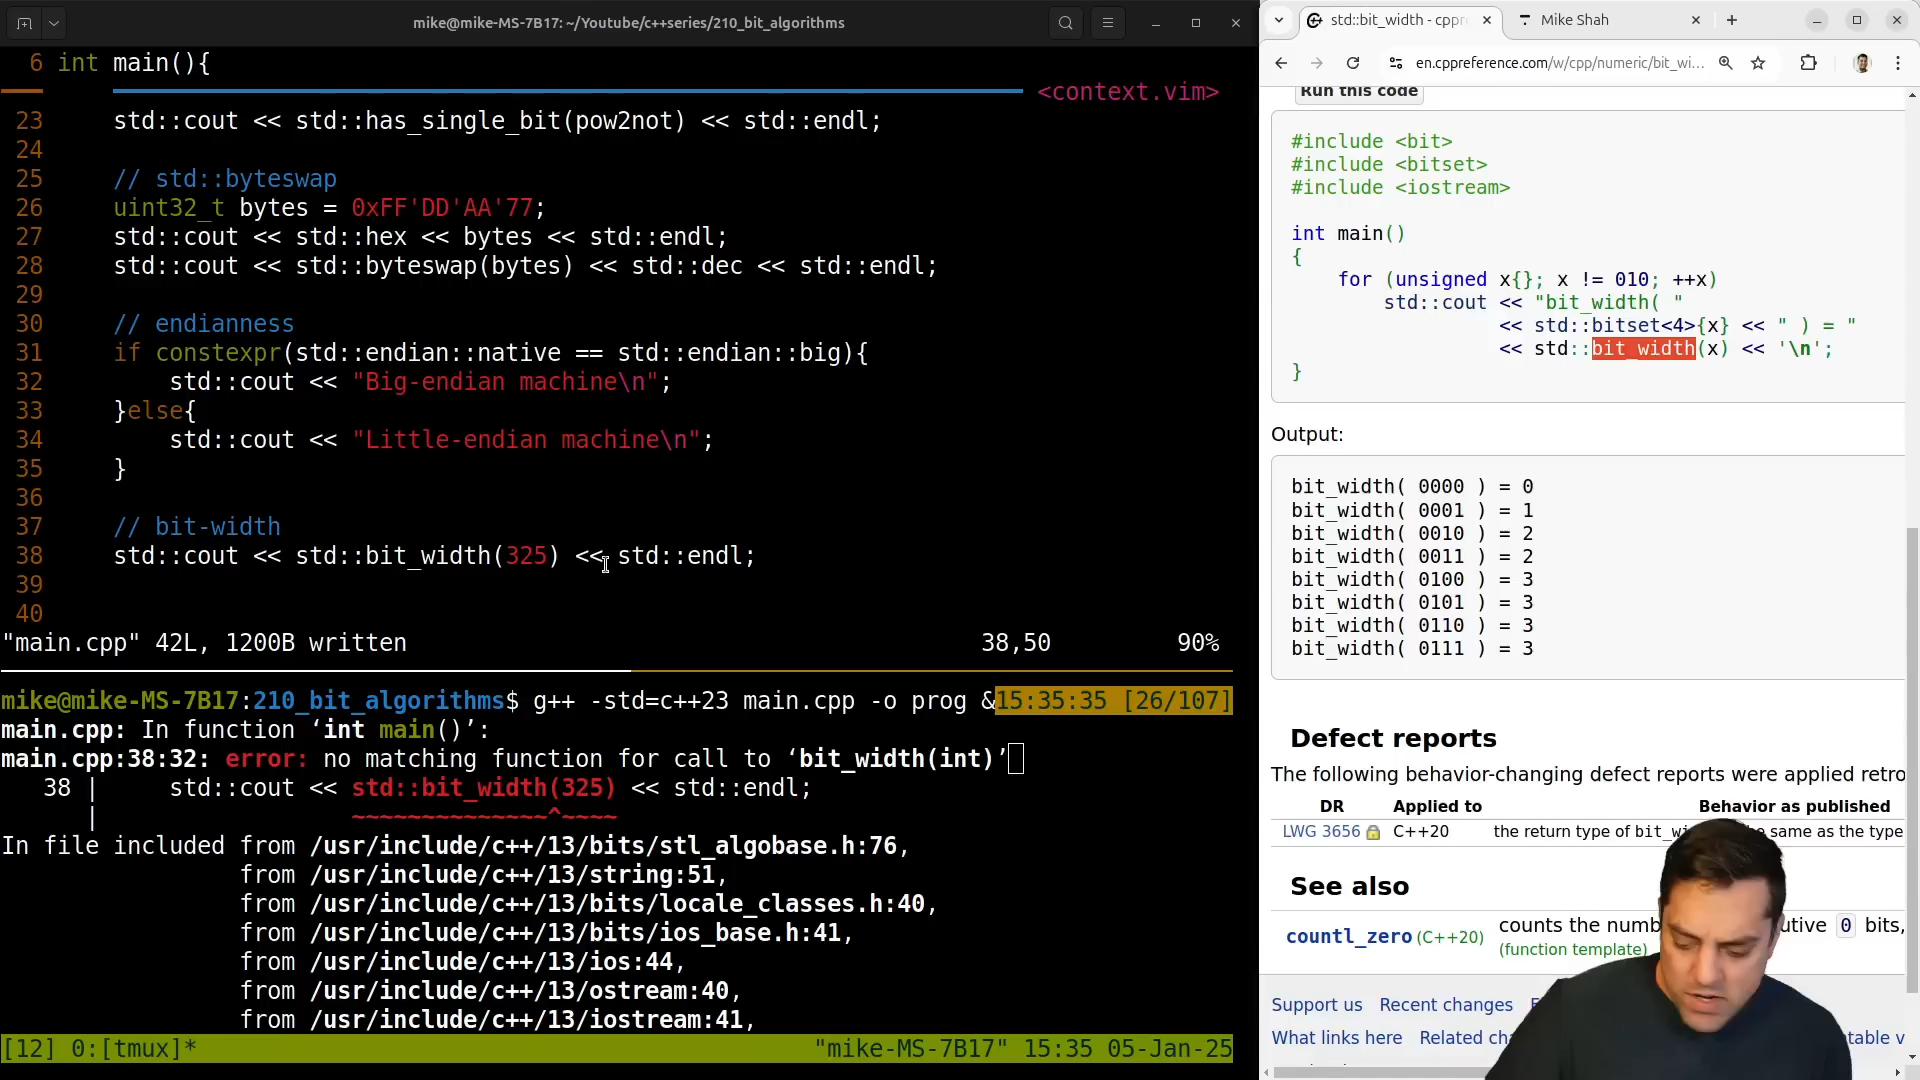 mike@mike-MS-7B17: ~/Youtube/c++series/210_bit_algorithms
6 int main(){
<context.vim>
23 std::cout << std::has_single_bit(pow2not) << std::endl;
24
25 // std::byteswap
26 uint32_t bytes = 0xFF'DD'AA'77;
27 std::cout << std::hex << bytes << std::endl;
28 std::cout << std::byteswap(bytes) << std::dec << std::endl;
29
30 // endianness
31 if constexpr(std::endian::native == std::endian::big){
32 std::cout << "Big-endian machine\n";
33 }else{
34 std::cout << "Little-endian machine\n";
35 }
36
37 // bit-width
38 std::cout << std::bit_width(325) << std::endl;
39
40
"main.cpp" 42L, 1200B written 38,50 90%
mike@mike-MS-7B17:210_bit_algorithms$ g++ -std=c++23 main.cpp -o prog &15:35:35 [26/107]
main.cpp: In function ‘int main()’:
main.cpp:38:32: error: no matching function for call to ‘bit_width(int)’
38 | std::cout << std::bit_width(325) << std::endl;
| ~~~~~~~~~~~~~~^~~~~
In file included from /usr/include/c++/13/bits/stl_algobase.h:76,
from /usr/include/c++/13/string:51,
from /usr/include/c++/13/bits/locale_classes.h:40,
from /usr/include/c++/13/bits/ios_base.h:41,
from /usr/include/c++/13/ios:44,
from /usr/include/c++/13/ostream:40,
from /usr/include/c++/13/iostream:41,
[12] 0:[tmux]* "mike-MS-7B17" 15:35 05-Jan-25
std::bit_width - cppr
Mike Shah
en.cppreference.com/w/cpp/numeric/bit_wi...
Run this code
#include <bit>
#include <bitset>
#include <iostream>
int main()
{
for (unsigned x{}; x != 010; ++x)
std::cout << "bit_width( "
<< std::bitset<4>{x} << " ) = "
<< std::bit_width(x) << '\n';
}
Output:
bit_width( 0000 ) = 0
bit_width( 0001 ) = 1
bit_width( 0010 ) = 2
bit_width( 0011 ) = 2
bit_width( 0100 ) = 3
bit_width( 0101 ) = 3
bit_width( 0110 ) = 3
bit_width( 0111 ) = 3
Defect reports
The following behavior-changing defect reports were applied retro
DR Applied to Behavior as published
LWG 3656 C++20 the return type of same as the type
See also
countl_zero (C++20) counts the 0 bits,
(function template)
Support us Recent changes
What links here Related